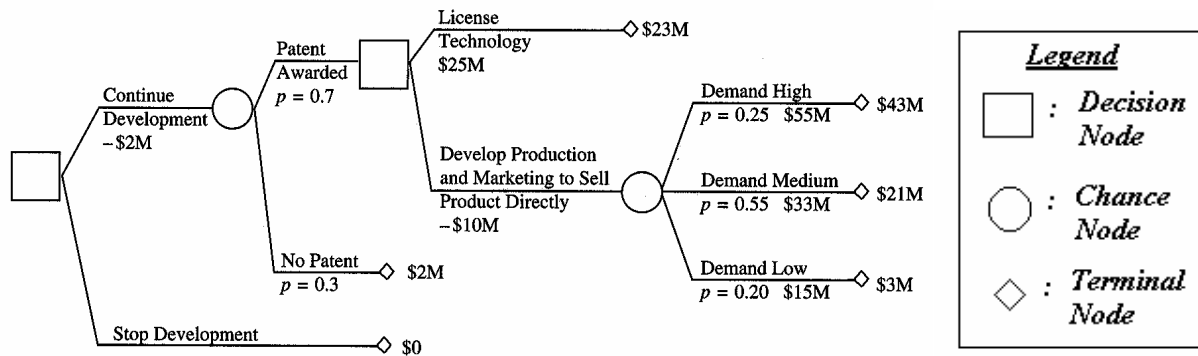 License
Technology
$25M
$23M
Patent
Awarded
p = 0.7
Continue
Development
–$2M
Demand High
p = 0.25 $55M
$43M
Develop Production
and Marketing to Sell
Product Directly
–$10M
Demand Medium
p = 0.55 $33M
$21M
Demand Low
p = 0.20 $15M
$3M
No Patent
p = 0.3
$2M
Stop Development
$0
Legend
: Decision
Node
: Chance
Node
: Terminal
Node